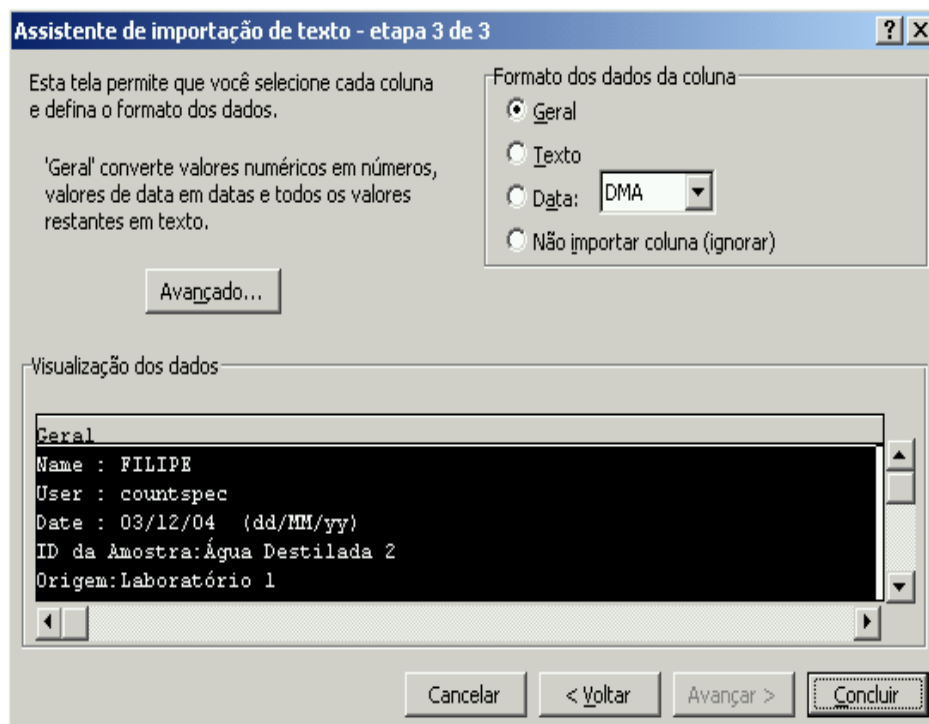 Assistente de importação de texto - etapa 3 de 3
Esta tela permite que você selecione cada coluna
e defina o formato dos dados.
'Geral' converte valores numéricos em números,
valores de data em datas e todos os valores
restantes em texto.
Avançado...
Formato dos dados da coluna
Geral
Texto
Data: DMA
Não importar coluna (ignorar)
Visualização dos dados
Geral
Name : FILIPE
User : countspec
Date : 03/12/04 (dd/MM/yy)
ID da Amostra:Água Destilada 2
Origem:Laboratório 1
Cancelar
< Voltar
Avançar >
Concluir